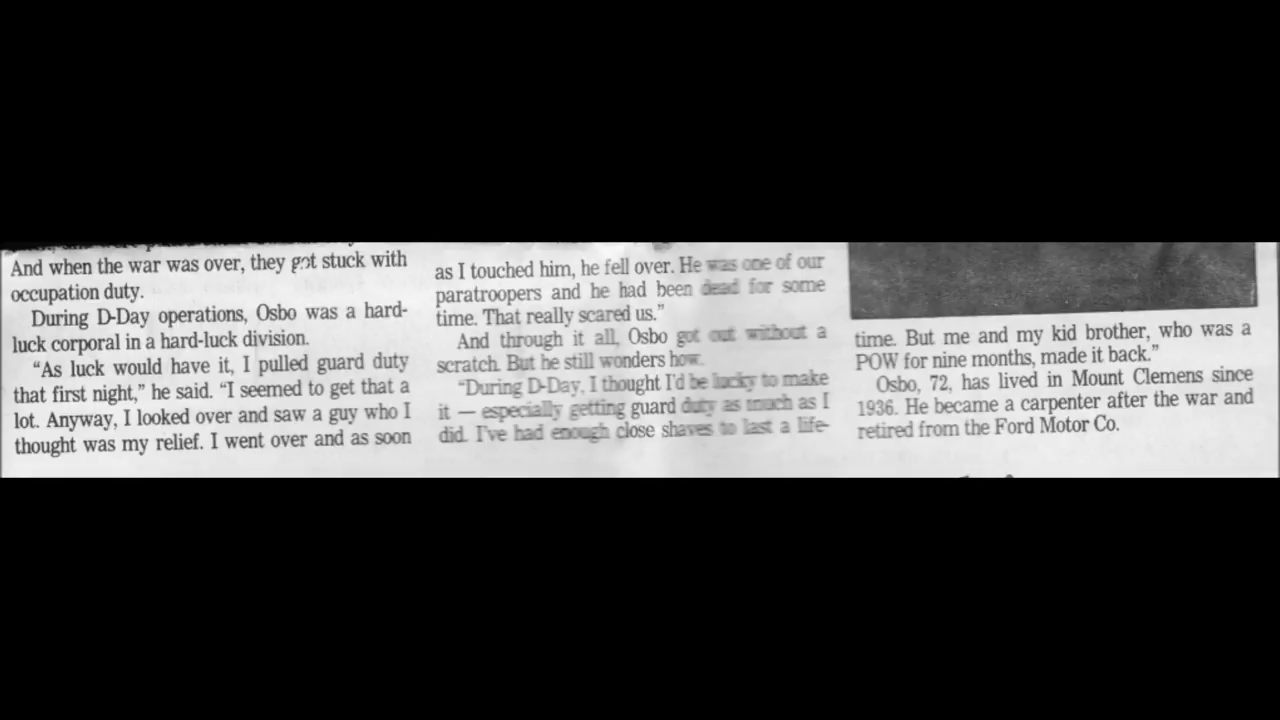 And when the war was over, they got stuck with
occupation duty.
During D-Day operations, Osbo was a hard-
luck corporal in a hard-luck division.
“As luck would have it, I pulled guard duty
that first night,” he said. “I seemed to get that a
lot. Anyway, I looked over and saw a guy who I
thought was my relief. I went over and as soon
as I touched him, he fell over. He was one of our
paratroopers and he had been dead for some
time. That really scared us.”
And through it all, Osbo got out without a
scratch. But he still wonders how.
“During D-Day, I thought I'd be lucky to make
it — especially getting guard duty as much as I
did. I've had enough close shaves to last a life-
time. But me and my kid brother, who was a
POW for nine months, made it back.”
Osbo, 72, has lived in Mount Clemens since
1936. He became a carpenter after the war and
retired from the Ford Motor Co.